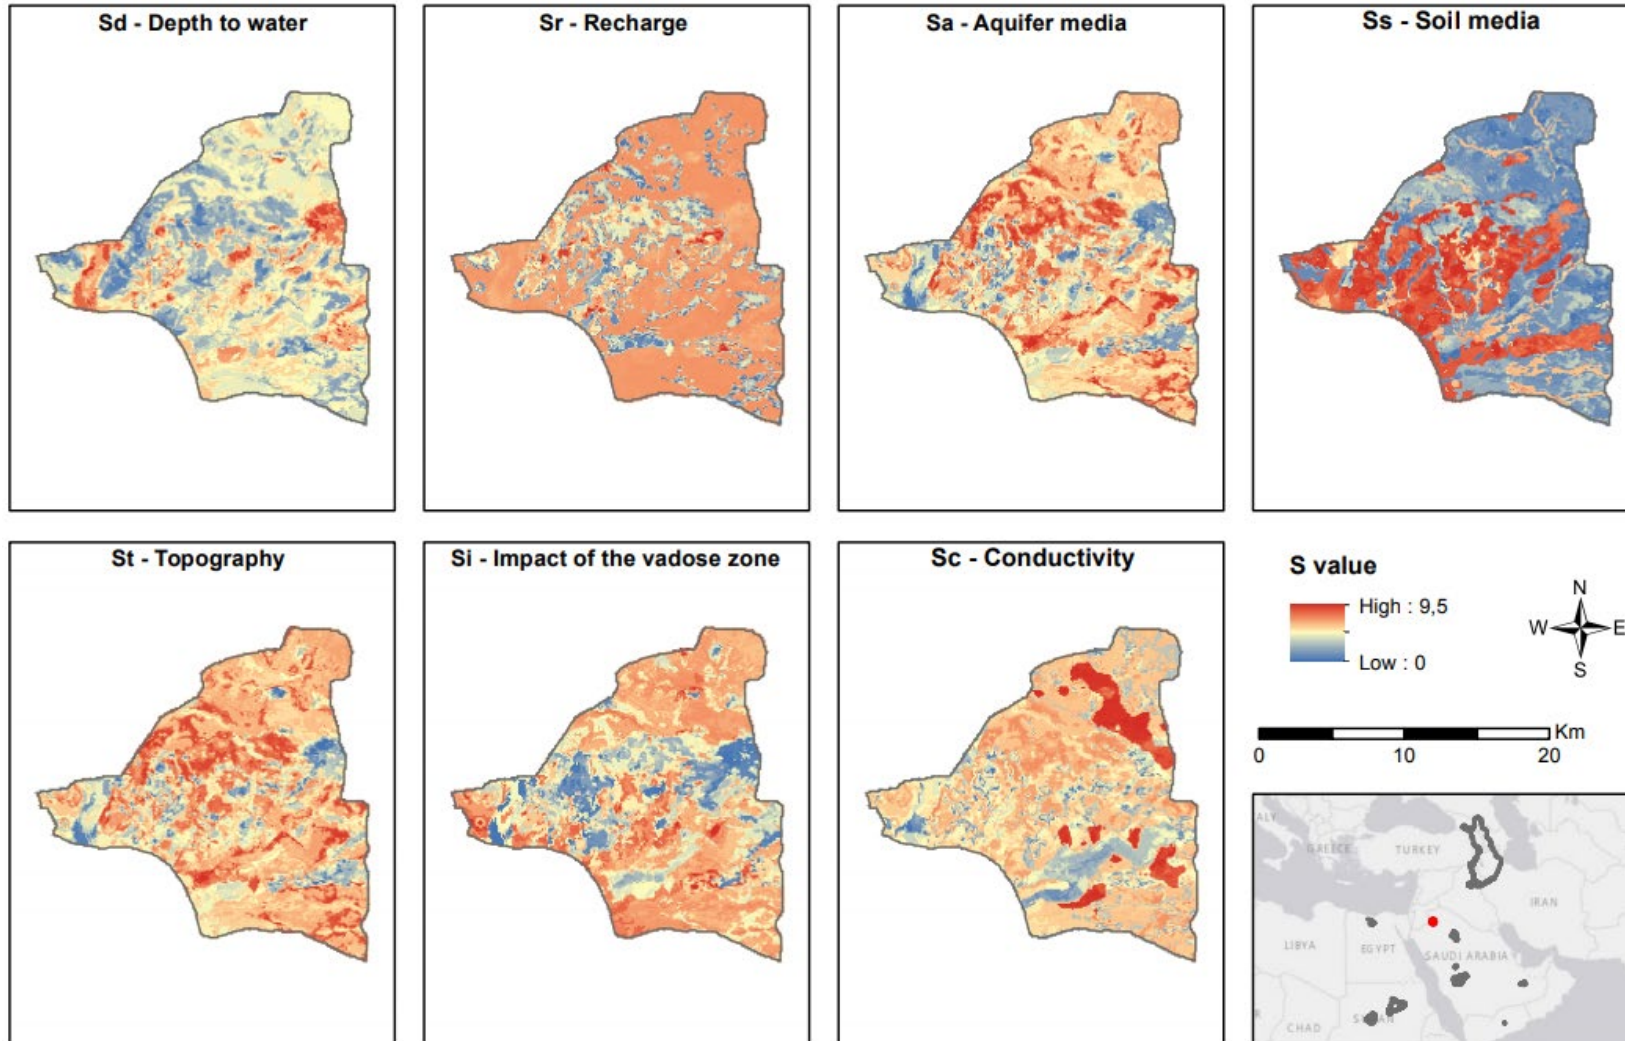 Sd - Depth to water
Sr - Recharge
Sa - Aquifer media
Ss - Soil media
St - Topography
Si - Impact of the vadose zone
Sc - Conductivity
S value
High : 9,5
Low : 0
N
W
E
S
Km
0
10
20
GREECE
TURKEY
IRAN
LIBYA
EGYPT
SAUDI ARABIA
CHAD